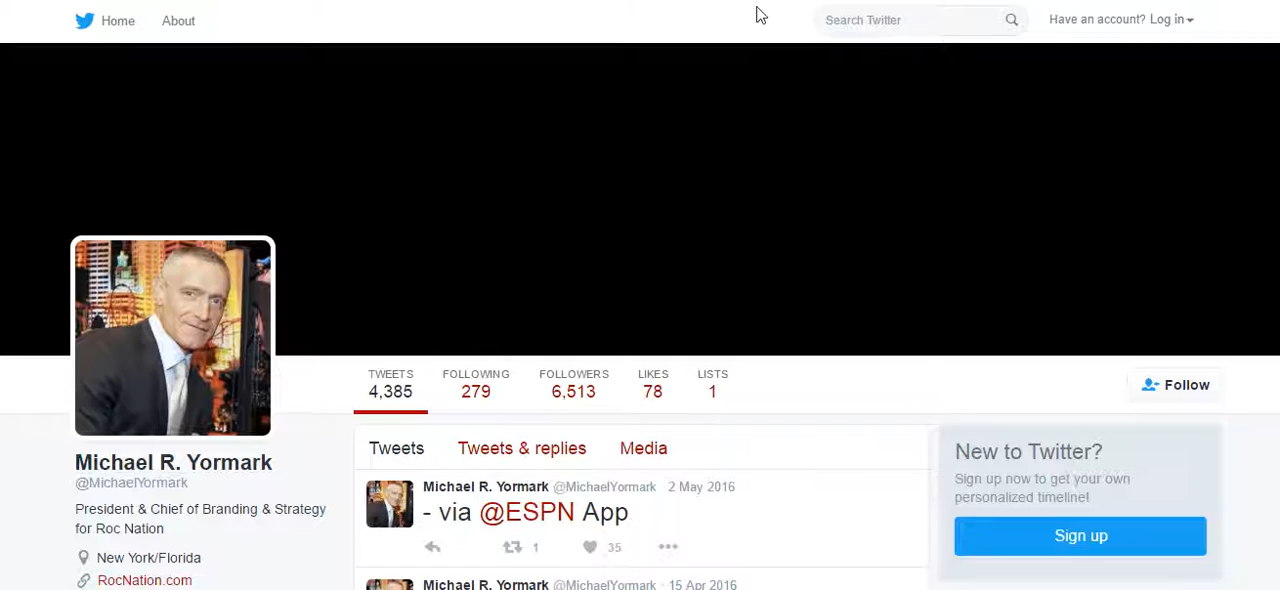 Home About Search Twitter Have an account? Log in
TWEETS FOLLOWING FOLLOWERS LIKES LISTS
4,385 279 6,513 78 1
Follow
Michael R. Yormark
@MichaelYormark
President & Chief of Branding & Strategy
for Roc Nation
New York/Florida
RocNation.com
Tweets Tweets & replies Media
Michael R. Yormark @MichaelYormark · 2 May 2016
- via @ESPN App
1 35
Michael R. Yormark @MichaelYormark · 15 Apr 2016
New to Twitter?
Sign up now to get your own
personalized timeline!
Sign up